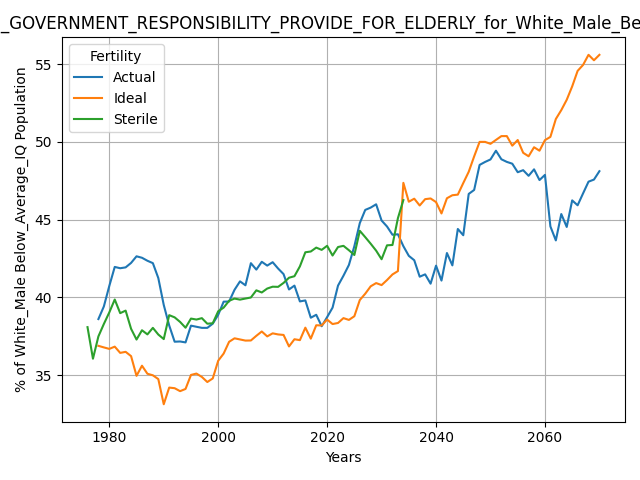 _GOVERNMENT_RESPONSIBILITY_PROVIDE_FOR_ELDERLY_for_White_Male_Be
Fertility
Actual
Ideal
Sterile
% of White_Male Below_Average_IQ Population
55
50
45
40
35
1980
2000
2020
2040
2060
Years